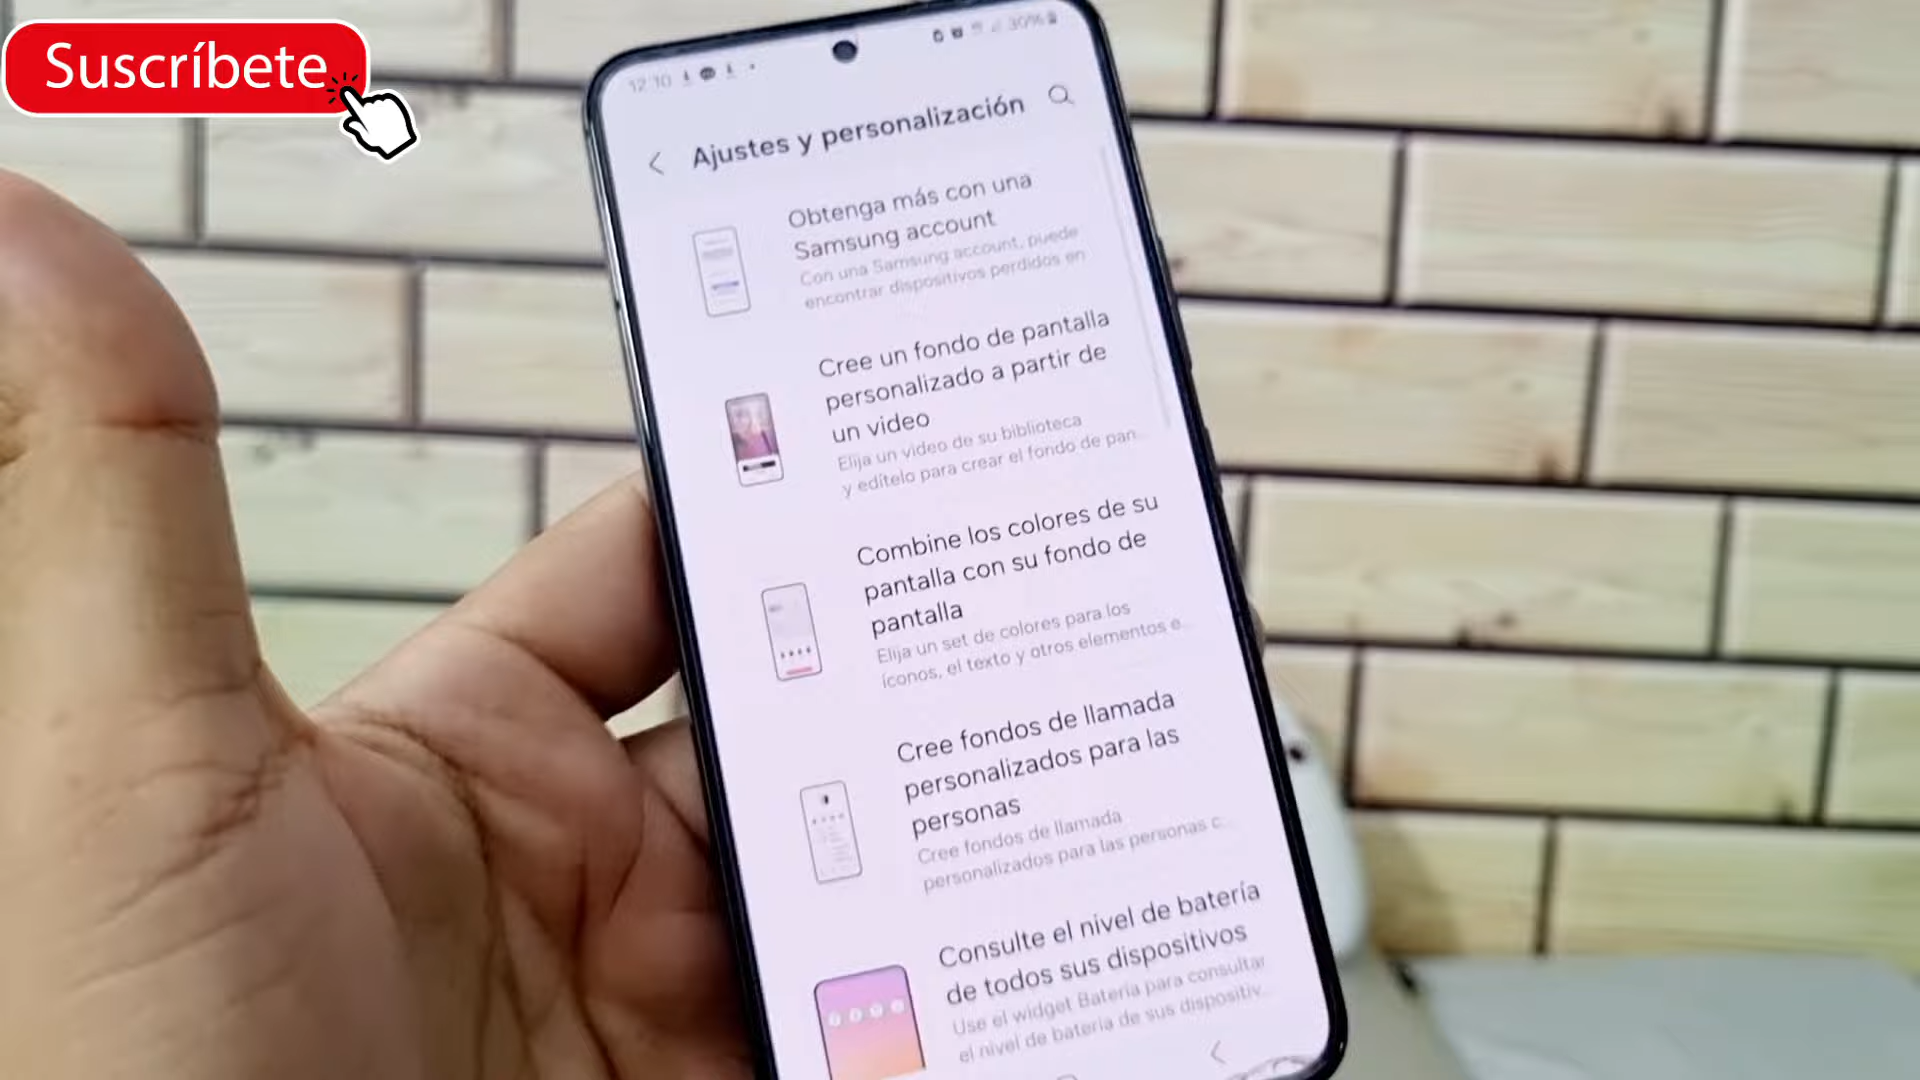 Suscríbete
12:10
30%
Ajustes y personalización
Obtenga más con una
Samsung account
Con una Samsung account, puede
encontrar dispositivos perdidos en
Cree un fondo de pantalla
personalizado a partir de
un video
Elija un video de su biblioteca
y edítelo para crear el fondo de pan...
Combine los colores de su
pantalla con su fondo de
pantalla
Elija un set de colores para los
íconos, el texto y otros elementos e...
Cree fondos de llamada
personalizados para las
personas
Cree fondos de llamada
personalizados para las personas c...
Consulte el nivel de batería
de todos sus dispositivos
Use el widget Batería para consultar
el nivel de batería de sus dispositiv...